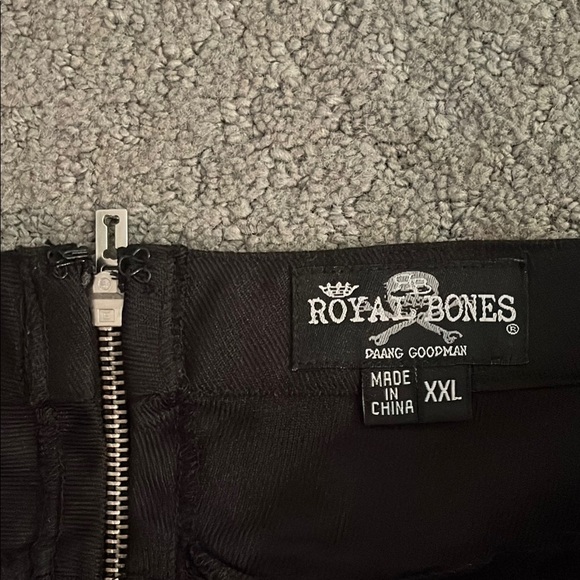 ROYAL BONES
®
DAANG GOODMAN
MADE
IN
CHINA
XXL